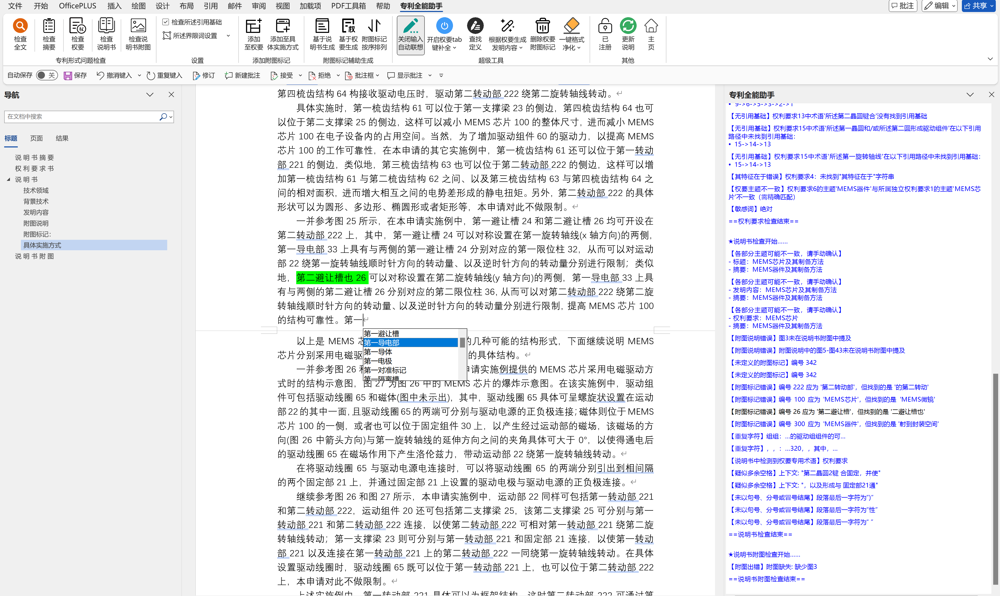 文件 开始 OfficePLUS 插入 绘图 设计 布局 引用 邮件 审阅 视图 加载项 PDF工具箱 帮助 专利全能助手 批注 编辑 共享
检查全文
检查摘要
检查权要
检查说明书
检查说明书附图
专利形式问题检查
检查所述引用基础
所述界限词设置
设置
添加至权要
添加至具体实施方式
添加附图标记
基于说明书生成
基于权要生成
附图标记按序排列
附图标记辅助生成
关闭输入自动联想
开启权要tab键补全
查找定义
根据权要生成发明内容
删除权要附图标记
一键格式净化
超级工具
已注册
更新说明
主页
其他
自动保存 关 保存 撤消键入 重复键入 修订 新建批注 接受 拒绝 批注框 显示批注
导航
在文档中搜索
标题 页面 结果
说 明 书 摘 要
权 利 要 求 书
说 明 书
技术领域
背景技术
发明内容
附图说明
附图标记：
具体实施方式
说 明 书 附 图
第四梳齿结构 64 构接收驱动电压时，驱动第二转动部 222 绕第二旋转轴线转动。
具体实施时，第一梳齿结构 61 可以位于第一支撑梁 23 的侧边，第四梳齿结构 64 也可
以位于第二支撑梁 25 的侧边，这样可以减小 MEMS 芯片 100 的整体尺寸，进而减小 MEMS
芯片 100 在电子设备内的占用空间。当然，为了增加驱动组件 60 的驱动力，以提高 MEMS
芯片 100 的工作可靠性，在本申请的其它实施例中，第一梳齿结构 61 还可以位于第一转动
部 221 的侧边，类似地，第三梳齿结构 63 也可以位于第二转动部 222 的侧边，这样可以增
加第一梳齿结构 61 与第二梳齿结构 62 之间、以及第三梳齿结构 63 与第四梳齿结构 64 之
间的相对面积，进而增大相互之间的电势差形成的静电扭矩。另外，第二转动部 222 的具体
形状可以为圆形、多边形、椭圆形或者矩形等，本申请对此不做限制。
一并参考图 25 所示，在本申请实施例中，第一避让槽 24 和第二避让槽 26 均可开设在
第二转动部 222 上，其中，第一避让槽 24 可以对称设置在第一旋转轴线(x 轴方向)的两侧，
第一导电部 33 上具有与两侧的第一避让槽 24 分别对应的第一限位柱 32，从而可以对运动
部 22 绕第一旋转轴线顺时针方向的转动量、以及逆时针方向的转动量分别进行限制；类似
地，第二避让槽也 26 可以对称设置在第二旋转轴线(y 轴方向)的两侧，第一导电部 33 上具
有与两侧的第二避让槽 26 分别对应的第二限位柱 36，从而可以对第二转动部 222 绕第二旋
转轴线顺时针方向的转动量、以及逆时针方向的转动量分别进行限制，提高 MEMS 芯片 100
的结构可靠性。第一
第一避让槽
第一导电部
第一导体
第一电极
第一对准标记
第一隔离槽
以上是 MEMS 的几种可能的结构形式，下面继续说明 MEMS
芯片分别采用电磁驱 的具体结构。
一并参考图 26 申请实施例提供的 MEMS 芯片采用电磁驱动方
式时的结构示意图，图 27 为图 26 中的 MEMS 芯片的爆炸示意图。在该实施例中，驱动组
件可包括驱动线圈 65 和磁体(图中未示出)，其中，驱动线圈 65 具体可呈螺旋状设置在运动
部 22 的其中一面，且驱动线圈 65 的两端可分别与驱动电源的正负极连接；磁体则位于 MEMS
芯片 100 的一侧，或者也可以位于固定组件 30 上，以产生经过运动部的磁场，该磁场的方
向(图 26 中箭头方向)与第一旋转轴线的延伸方向之间的夹角具体可大于 0°，以使得通电后
的驱动线圈 65 在磁场作用下产生洛伦兹力，带动运动部 22 绕第一旋转轴线转动。
在将驱动线圈 65 与驱动电源电连接时，可以将驱动线圈 65 的两端分别引出到相间隔
的两个固定部 21 上，并通过固定部 21 上设置的驱动电极与驱动电源的正负极连接。
继续参考图 26 和图 27 所示，本申请实施例中，运动部 22 同样可包括第一转动部 221
和第二转动部 222，运动组件 20 还可包括第二支撑梁 25，该第二支撑梁 25 可分别与第一
转动部 221 和第二转动部 222 连接，以使第二转动部 222 可相对第一转动部 221 绕第二旋
转轴线转动；第一支撑梁 23 则可分别与第一转动部 221 和固定部 21 连接，以使第一转动
部 221 以及连接在第一转动部 221 上的第二转动部 222 一同绕第一旋转轴线转动。在具体
设置驱动线圈时，驱动线圈 65 既可以位于第一转动部 221 上，也可以位于第二转动部 222
上，本申请对此不做限制。
上述实施例中，第一转动部 221 具体可以为框架结构，这时第二转动部 222 可通过第
专利全能助手
• 9->6->5->3->2->1
【无引用基础】权利要求13中术语'所述第二晶圆键合'没有找到引用基础
【无引用基础】权利要求15中术语'所述第一晶圆和/或所述第二圆形成驱动组件'在以下引用
路径中未找到引用基础：
• 15->14->13
【无引用基础】权利要求15中术语'所述第一旋转轴线'在以下引用路径中未找到引用基础：
• 15->14->13
【其特征在于错误】权利要求4：未找到"其特征在于"字符串
【权要主题不一致】权利要求6的主题'MEMS器件'与所属独立权利要求1的主题'MEMS芯
片'不一致（需精确匹配）
【敏感词】绝对
==权利要求检查结束==
★说明书检查开始......
【各部分主题可能不一致，请手动确认】
- 标题：MEMS芯片及其制备方法
- 摘要：MEMS器件及其制备方法
【各部分主题可能不一致，请手动确认】
- 发明内容：MEMS芯片及其制备方法
- 摘要：MEMS器件及其制备方法
【各部分主题可能不一致，请手动确认】
- 权利要求：MEMS芯片
- 摘要：MEMS器件及其制备方法
【附图说明错误】图3未在说明书附图中提及
【附图说明错误】附图说明中的图5-图43未在说明书附图中提及
【未定义的附图标记】编号 342
【未定义的附图标记】编号 342
【附图标记错误】编号 222 应为 '第二转动部'，但找到的是 '的第二转动'
【附图标记错误】编号 100 应为 'MEMS芯片'，但找到的是 'MEMS微镜'
【附图标记错误】编号 26 应为 '第二避让槽'，但找到的是 '二避让槽也'
【附图标记错误】编号 300 应为 'MEMS器件'，但找到的是 '射到封装空间'
【重复字符】组组：...的驱动组组件的可...
【重复字符】，，：...320，，其中，...
【说明书中检测到权要专用术语】权利要求
【疑似多余空格】上下文: "第二晶圆2键 合固定，并使"
【疑似多余空格】上下文: "，以及形成与 固定部21通"
【未以句号、分号或冒号结尾】段落最后一字符为“)”
【未以句号、分号或冒号结尾】段落最后一字符为“性”
【未以句号、分号或冒号结尾】段落最后一字符为“ ”
==说明书检查结束==
★说明书附图检查开始......
【附图出错】附图缺失: 缺少图3
==说明书附图检查结束==